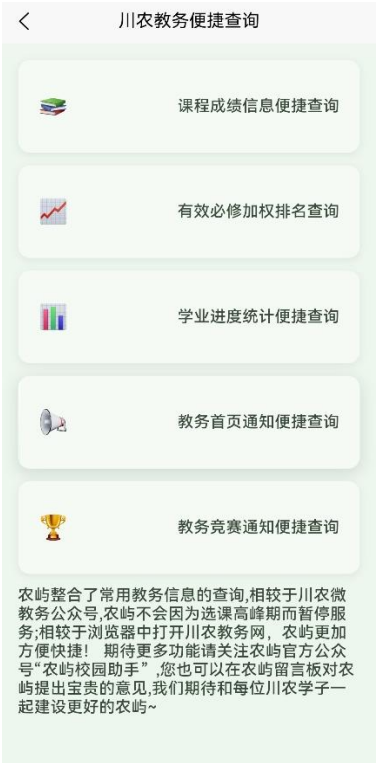 川农教务便捷查询
课程成绩信息便捷查询
有效必修加权排名查询
学业进度统计便捷查询
教务首页通知便捷查询
教务竞赛通知便捷查询
农屿整合了常用教务信息的查询,相较于川农微
教务公众号,农屿不会因为选课高峰期而暂停服
务;相较于浏览器中打开川农教务网，农屿更加
方便快捷！ 期待更多功能请关注农屿官方公众
号“农屿校园助手”,您也可以在农屿留言板对农
屿提出宝贵的意见,我们期待和每位川农学子一
起建设更好的农屿~